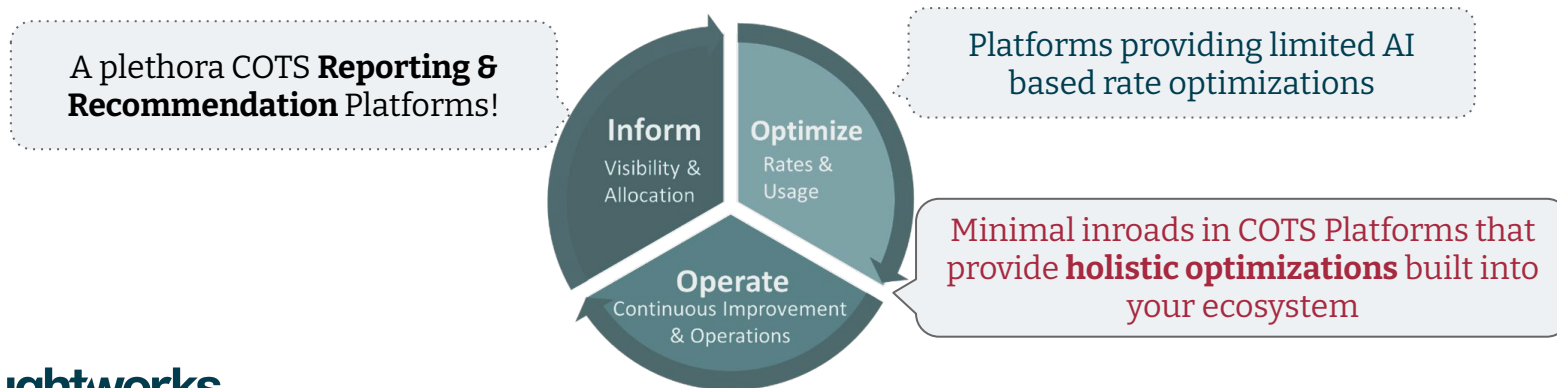 A plethora COTS Reporting &
Recommendation Platforms!
Inform
Visibility &
Allocation
Optimize
Rates &
Usage
Platforms providing limited AI
based rate optimizations
Minimal inroads in COTS Platforms that
provide holistic optimizations built into
your ecosystem
Operate
Continuous Improvement
& Operations